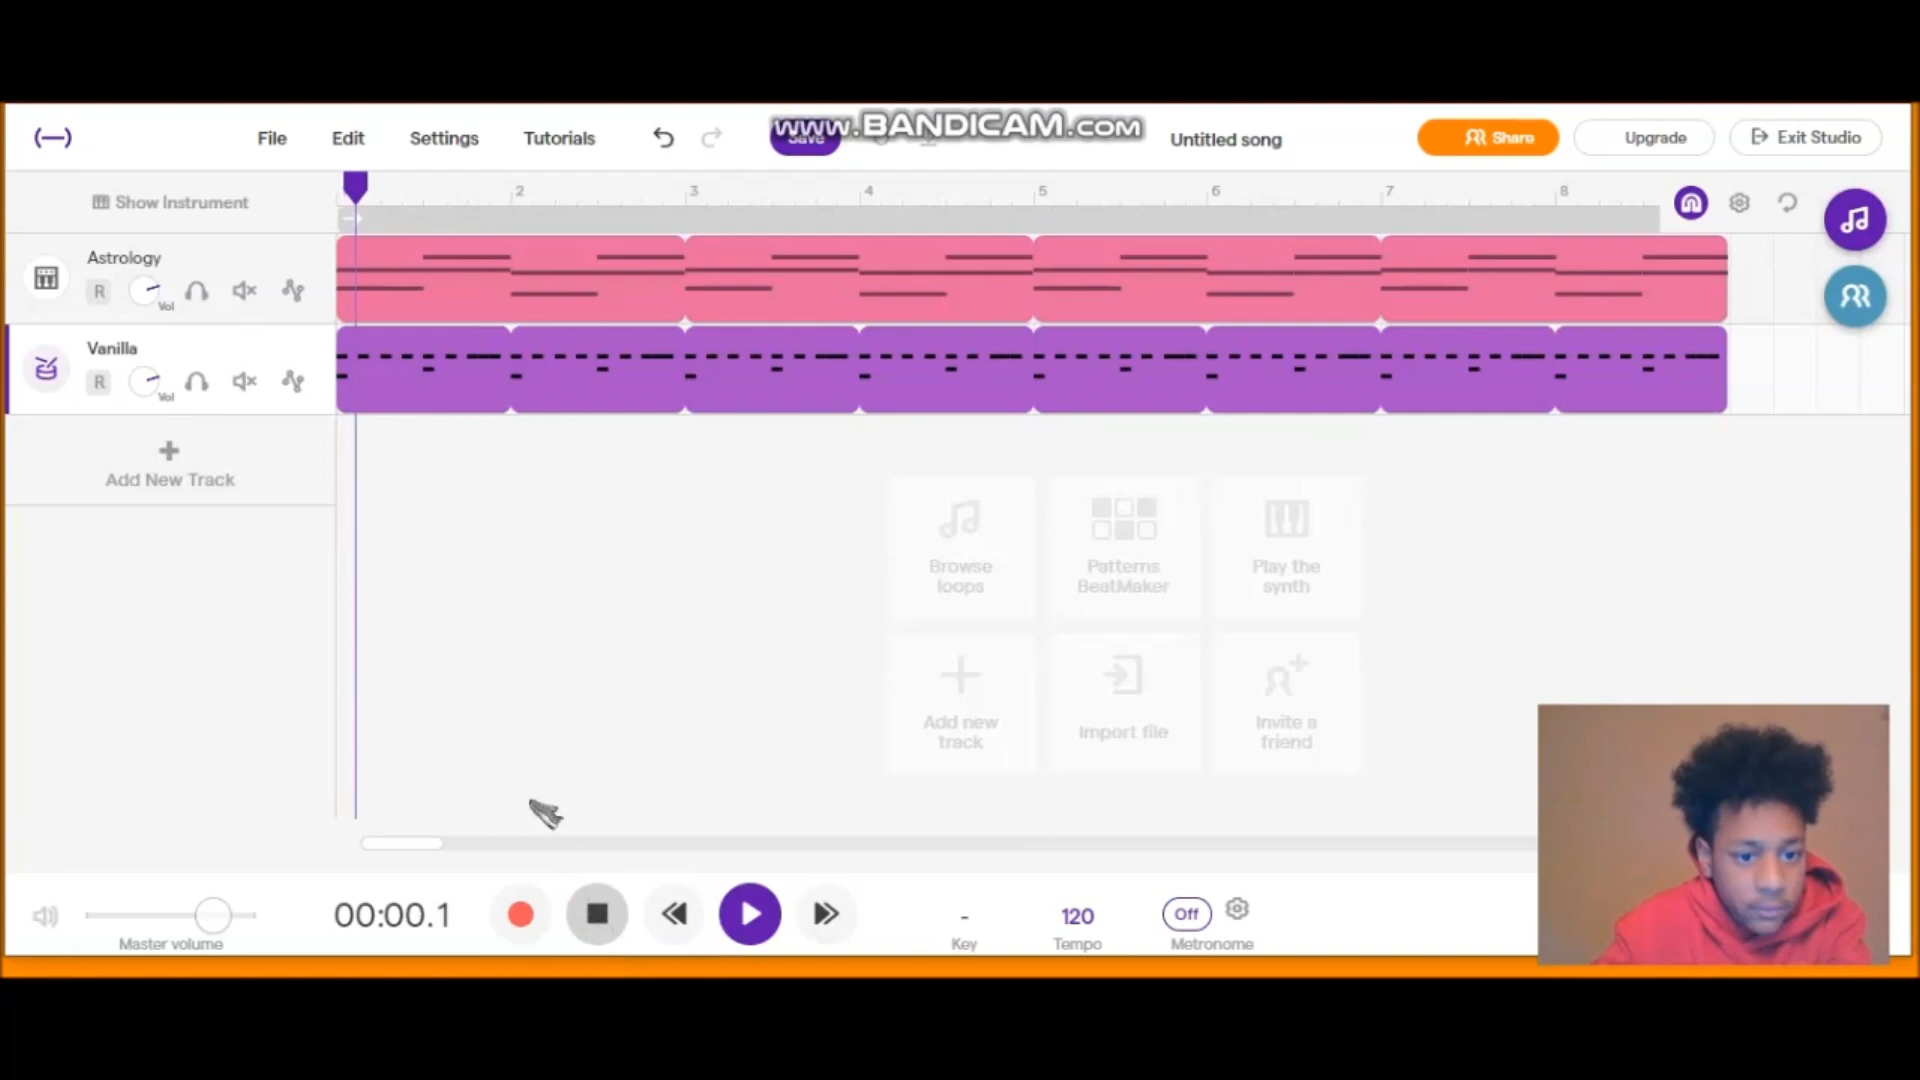 www.BANDICAM.com
File Edit Settings Tutorials Save Untitled song Share Upgrade Exit Studio
Show Instrument 2 3 4 5 6 7 8
Astrology
R Vol
Vanilla
R Vol
Add New Track
Browse loops
Patterns BeatMaker
Play the synth
Add new track
Import file
Invite a friend
00:00.1 - 120 Off
Master volume Key Tempo Metronome